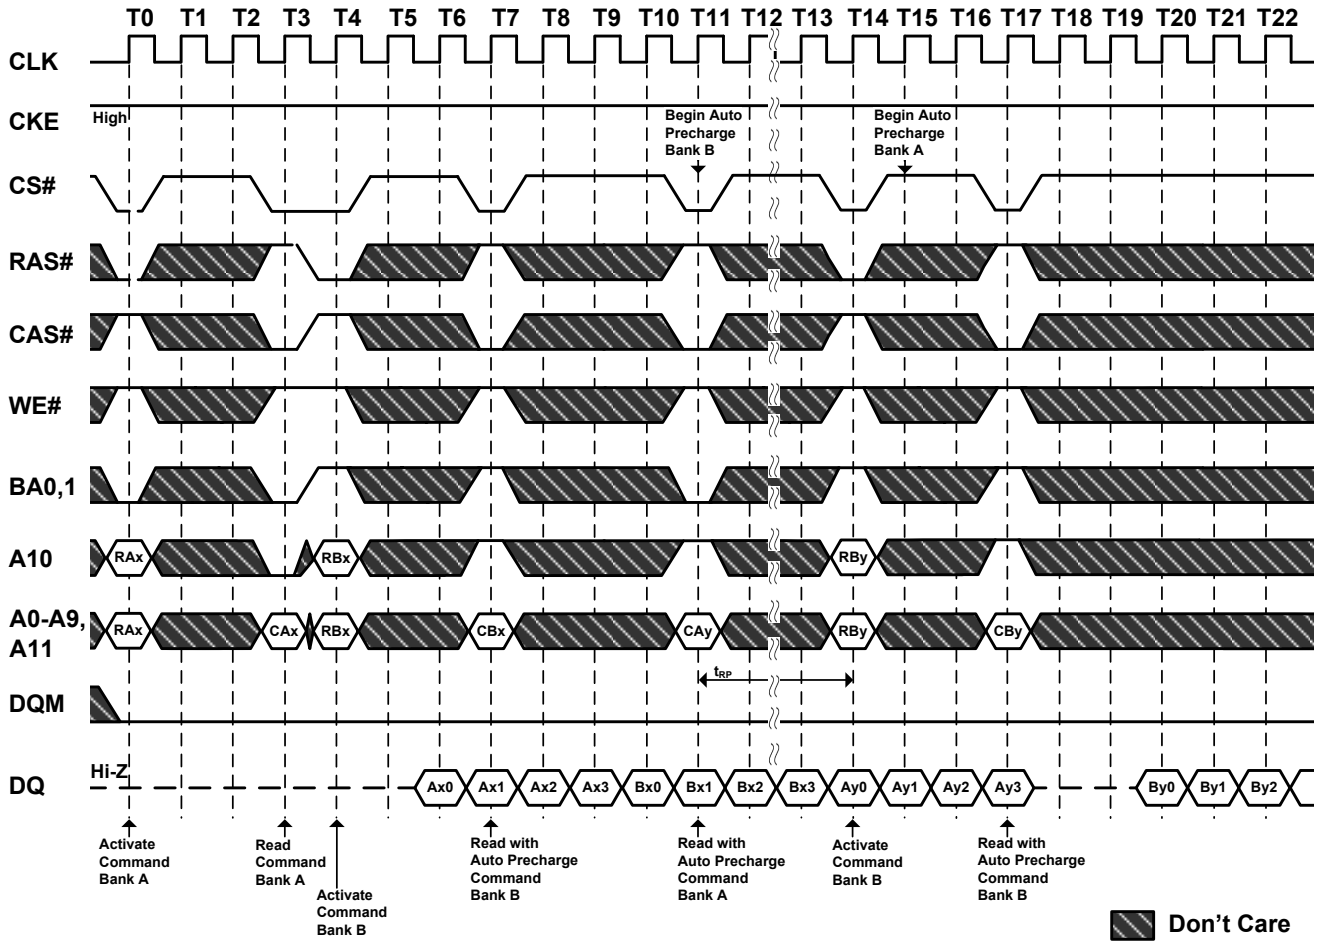 T0 T1 T2 T3 T4 T5 T6 T7 T8 T9 T10 T11 T12 T13 T14 T15 T16 T17 T18 T19 T20 T21 T22
CLK
CKE
High
Begin Auto
Precharge
Bank B
Begin Auto
Precharge
Bank A
CS#
RAS#
CAS#
WE#
BA0,1
A10
RAx RBx RBy
A0-A9,
A11
RAx CAx RBx CBx CAy RBy CBy
tRP
DQM
Hi-Z
DQ
Ax0 Ax1 Ax2 Ax3 Bx0 Bx1 Bx2 Bx3 Ay0 Ay1 Ay2 Ay3 By0 By1 By2
Activate
Command
Bank A
Read
Command
Bank A
Activate
Command
Bank B
Read with
Auto Precharge
Command
Bank B
Read with
Auto Precharge
Command
Bank A
Activate
Command
Bank B
Read with
Auto Precharge
Command
Bank B
Don't Care